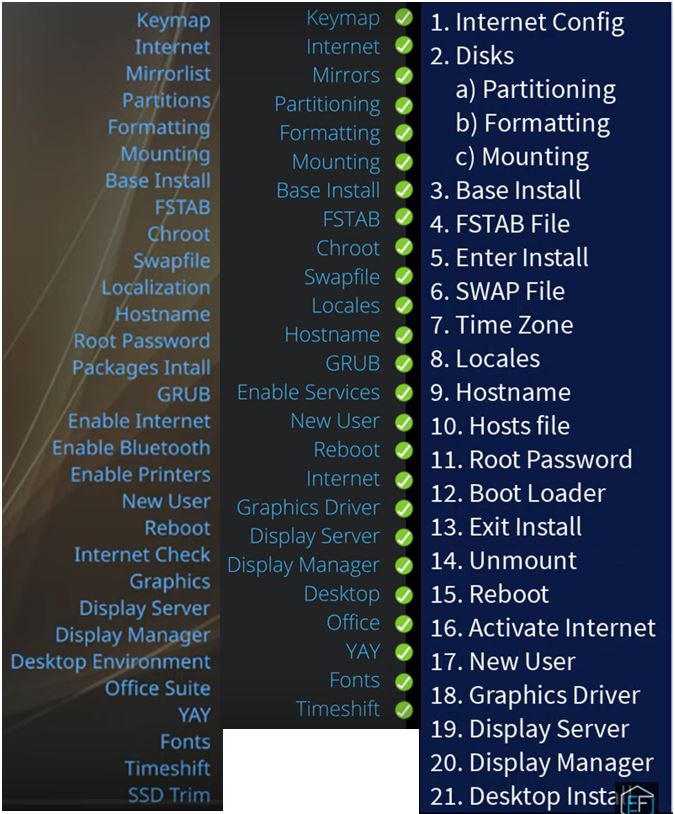 Keymap
Internet
Mirrorlist
Partitions
Formatting
Mounting
Base Install
FSTAB
Chroot
Swapfile
Localization
Hostname
Root Password
Packages Intall
GRUB
Enable Internet
Enable Bluetooth
Enable Printers
New User
Reboot
Internet Check
Graphics
Display Server
Display Manager
Desktop Environment
Office Suite
YAY
Fonts
Timeshift
SSD Trim
Keymap
Internet
Mirrors
Partitioning
Formatting
Mounting
Base Install
FSTAB
Chroot
Swapfile
Locales
Hostname
GRUB
Enable Services
New User
Reboot
Internet
Graphics Driver
Display Server
Display Manager
Desktop
Office
YAY
Fonts
Timeshift
1. Internet Config
2. Disks
a) Partitioning
b) Formatting
c) Mounting
3. Base Install
4. FSTAB File
5. Enter Install
6. SWAP File
7. Time Zone
8. Locales
9. Hostname
10. Hosts file
11. Root Password
12. Boot Loader
13. Exit Install
14. Unmount
15. Reboot
16. Activate Internet
17. New User
18. Graphics Driver
19. Display Server
20. Display Manager
21. Desktop Install
EF